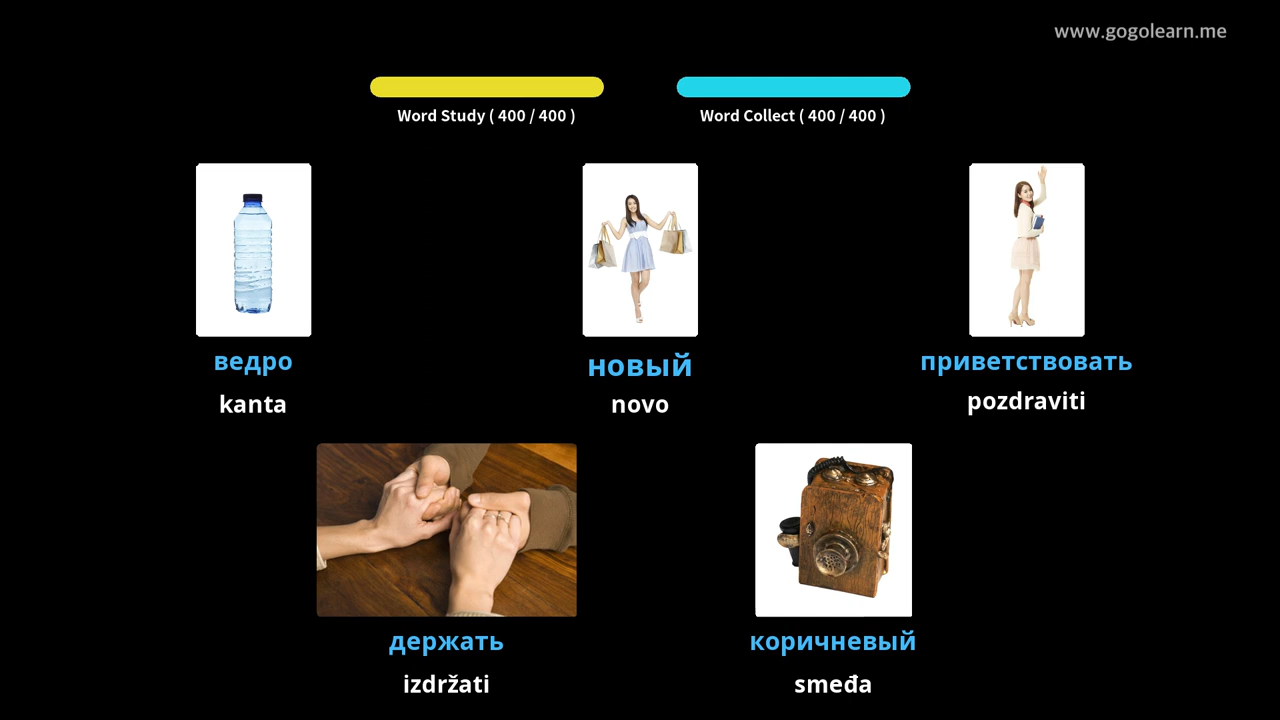 www.gogolearn.me
Word Study ( 400 / 400 )
Word Collect ( 400 / 400 )
ведро
новый
приветствовать
kanta
novo
pozdraviti
держать
коричневый
izdržati
smeđa